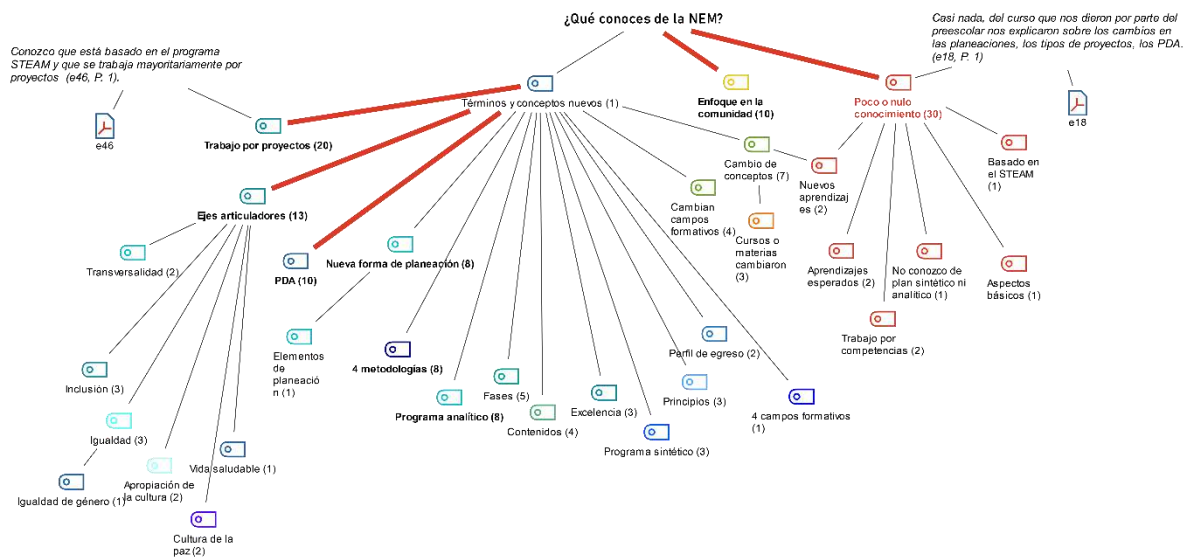 ¿Qué conoces de la NEM?
Conozco que está basado en el programa
STEAM y que se trabaja mayoritariamente por
proyectos (e46, P. 1).
Casi nada, del curso que nos dieron por parte del
preescolar nos explicaron sobre los cambios en
las planeaciones, los tipos de proyectos, los PDA.
(e18, P. 1)
e46
e18
Términos y conceptos nuevos (1)
Enfoque en la
comunidad
(10)
Poco o nulo
conocimiento (30)
Trabajo por proyectos (20)
Cambio de
conceptos (7)
Nuevos
aprendizaj
es (2)
Basado en
el STEAM
(1)
Ejes articuladores (13)
Cambian
campos
formativos (4)
Cursos o
materias
cambiaron
(3)
Transversalidad (2)
PDA (10)
Nueva forma de planeación (8)
Aprendizajes
esperados (2)
No conozco de
plan sintético ni
analítico (1)
Aspectos
básicos (1)
Elementos
de
planeació
n (1)
4 metodologías (8)
Perfil de egreso (2)
Trabajo por
competencias (2)
Inclusión (3)
Programa analítico (8)
Fases (5)
Contenidos (4)
Excelencia (3)
Principios (3)
4 campos formativos
(1)
Igualdad (3)
Programa sintético (3)
Vida saludable (1)
Igualdad de género (1)
Apropiación de
la cultura (2)
Cultura de la
paz (2)